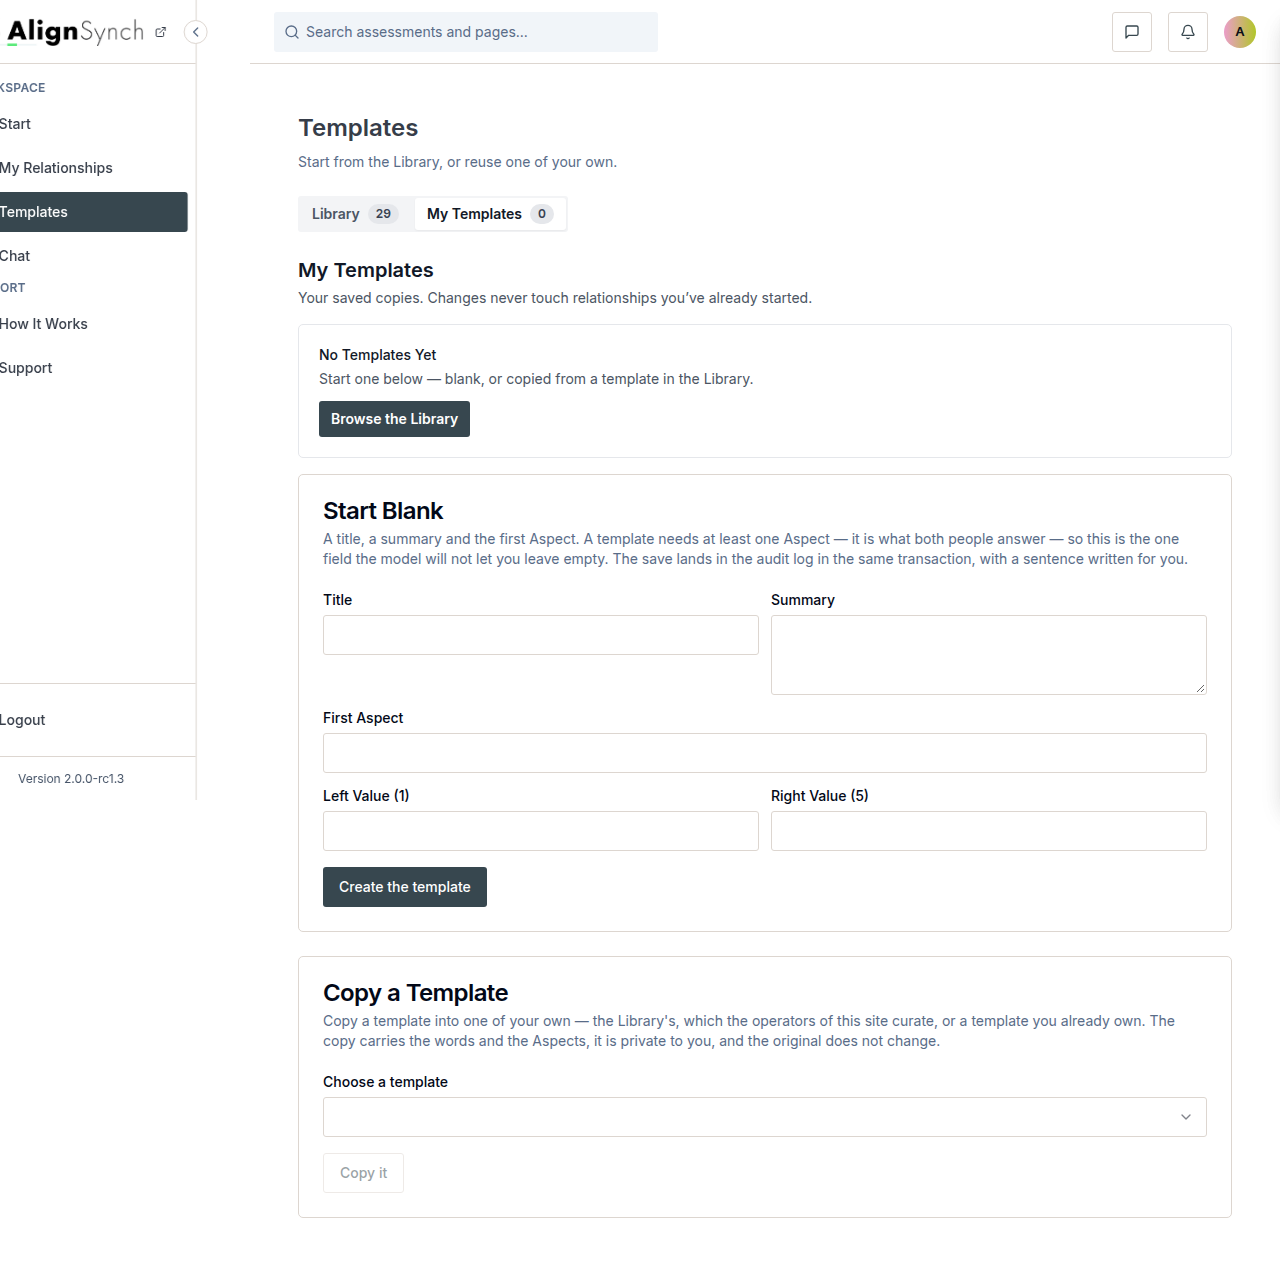 AlignSynch
Search assessments and pages...
A
KSPACE
Start
My Relationships
Templates
Chat
ORT
How It Works
Support
Logout
Version 2.0.0-rc1.3
Templates
Start from the Library, or reuse one of your own.
Library 29
My Templates 0
My Templates
Your saved copies. Changes never touch relationships you’ve already started.
No Templates Yet
Start one below — blank, or copied from a template in the Library.
Browse the Library
Start Blank
A title, a summary and the first Aspect. A template needs at least one Aspect — it is what both people answer — so this is the one
field the model will not let you leave empty. The save lands in the audit log in the same transaction, with a sentence written for you.
Title
Summary
First Aspect
Left Value (1)
Right Value (5)
Create the template
Copy a Template
Copy a template into one of your own — the Library's, which the operators of this site curate, or a template you already own. The
copy carries the words and the Aspects, it is private to you, and the original does not change.
Choose a template
Copy it